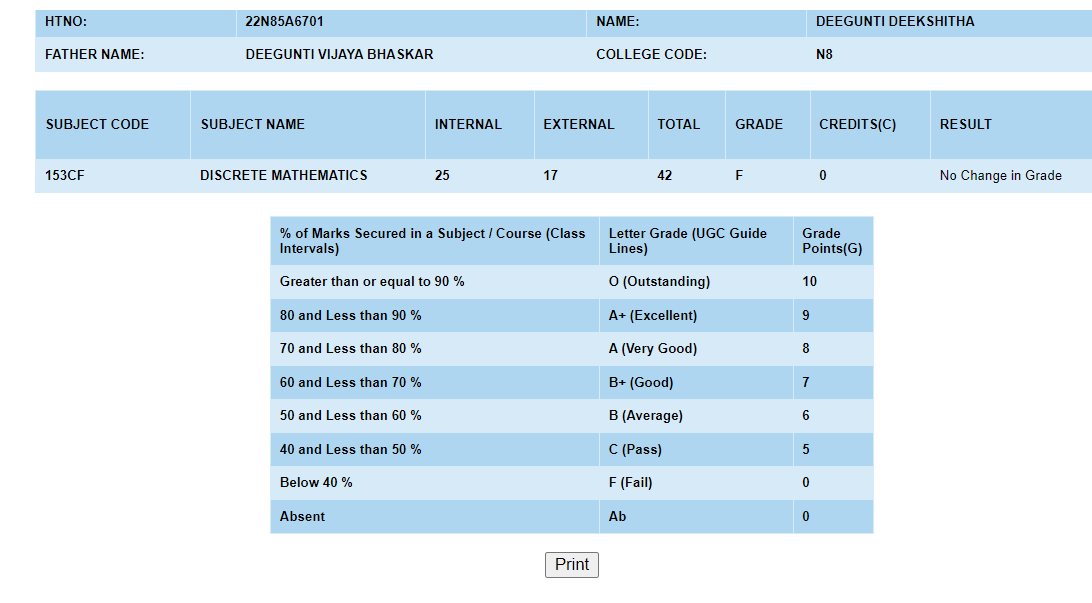 HTNO: 22N85A6701 NAME: DEEGUNTI DEEKSHITHA
FATHER NAME: DEEGUNTI VIJAYA BHASKAR COLLEGE CODE: N8
SUBJECT CODE SUBJECT NAME INTERNAL EXTERNAL TOTAL GRADE CREDITS(C) RESULT
153CF DISCRETE MATHEMATICS 25 17 42 F 0 No Change in Grade
% of Marks Secured in a Subject / Course (Class Letter Grade (UGC Guide Grade
Intervals) Lines) Points(G)
Greater than or equal to 90 % O (Outstanding) 10
80 and Less than 90 % A+ (Excellent) 9
70 and Less than 80 % A (Very Good) 8
60 and Less than 70 % B+ (Good) 7
50 and Less than 60 % B (Average) 6
40 and Less than 50 % C (Pass) 5
Below 40 % F (Fail) 0
Absent Ab 0
Print